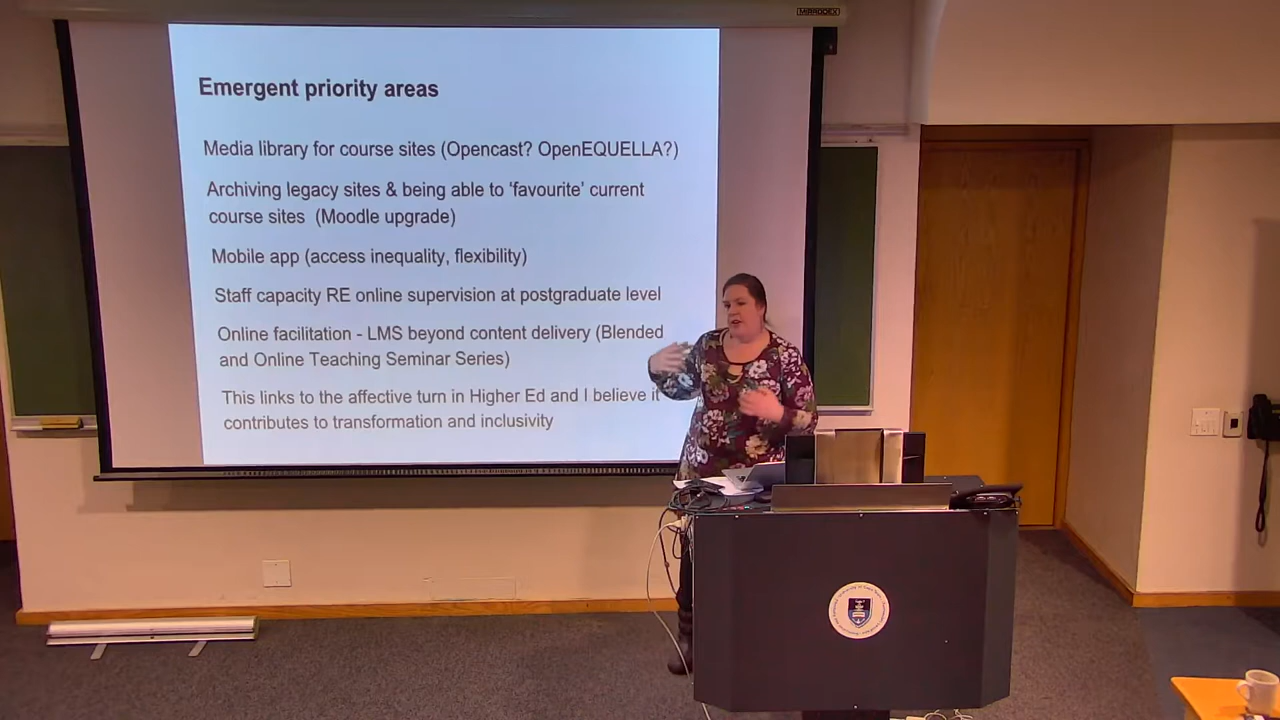 Emergent priority areas
Media library for course sites (Opencast? OpenEQUELLA?)
Archiving legacy sites & being able to 'favourite' current
course sites (Moodle upgrade)
Mobile app (access inequality, flexibility)
Staff capacity RE online supervision at postgraduate level
Online facilitation - LMS beyond content delivery (Blended
and Online Teaching Seminar Series)
This links to the affective turn in Higher Ed and I believe it
contributes to transformation and inclusivity